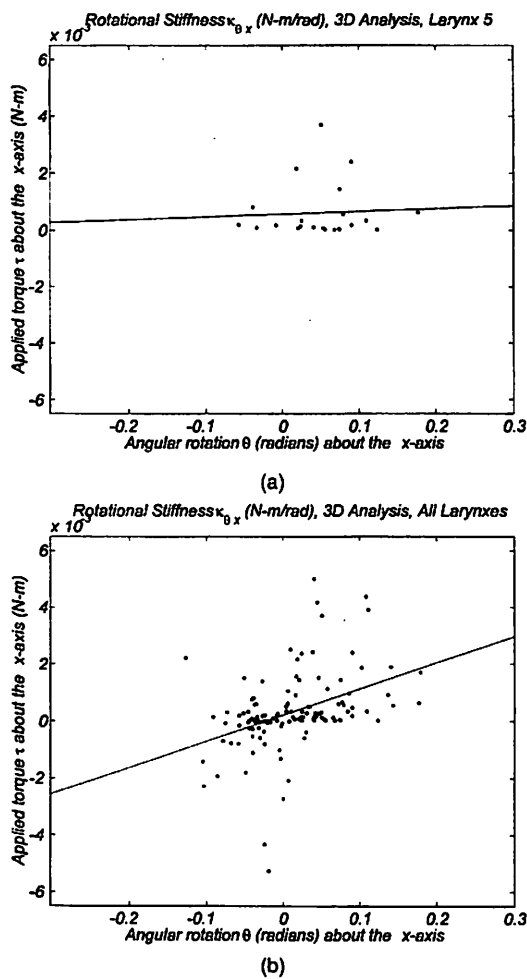 Rotational Stiffness κθ x (N-m/rad), 3D Analysis, Larynx 5
x 10-3
Applied torque τ about the x-axis (N-m)
6
4
2
0
-2
-4
-6
-0.2
-0.1
0
0.1
0.2
0.3
Angular rotation θ (radians) about the x-axis
(a)
Rotational Stiffness κθ x (N-m/rad), 3D Analysis, All Larynxes
x 10-3
Applied torque τ about the x-axis (N-m)
6
4
2
0
-2
-4
-6
-0.2
-0.1
0
0.1
0.2
0.3
Angular rotation θ (radians) about the x-axis
(b)